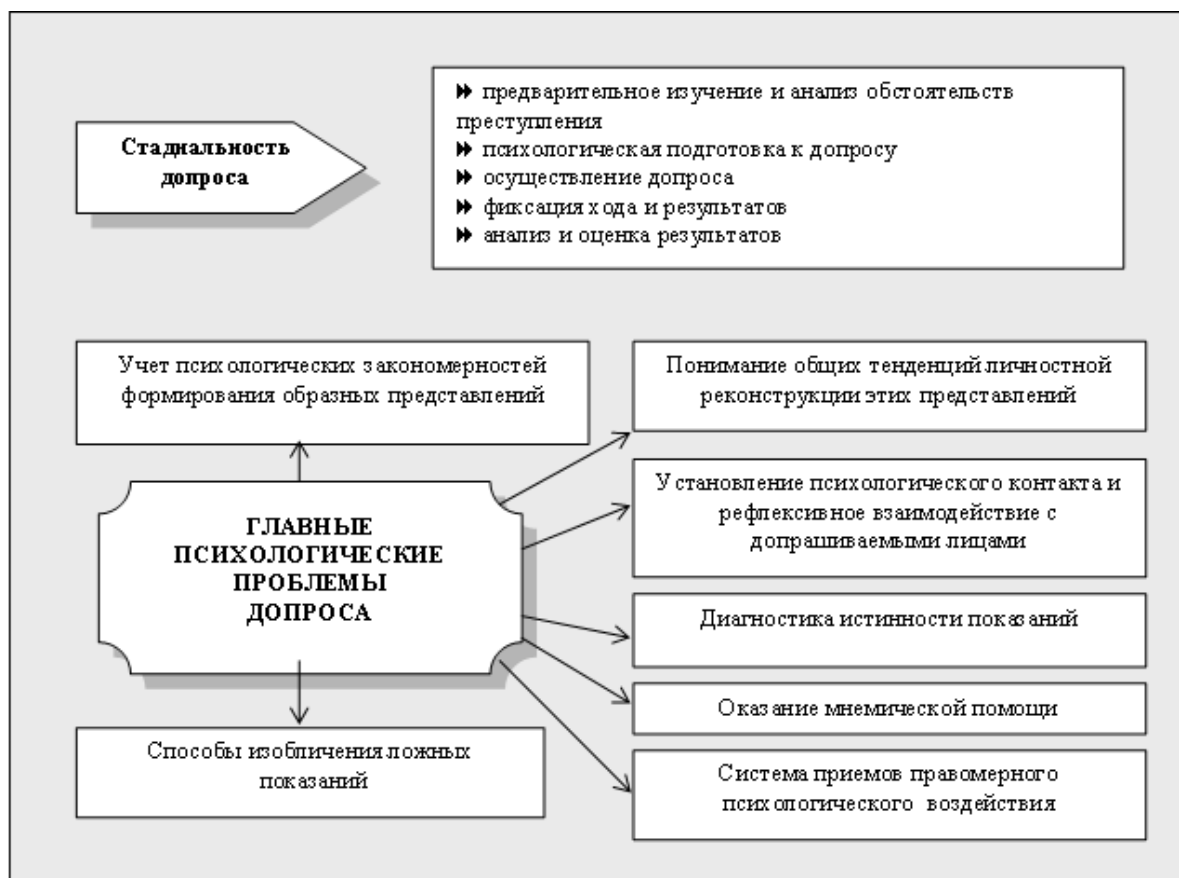 Стадиальность
допроса
предварительное изучение и анализ обстоятельств
преступления
психологическая подготовка к допросу
осуществление допроса
фиксация хода и результатов
анализ и оценка результатов
Учет психологических закономерностей
формирования образных представлений
Понимание общих тенденций личностной
реконструкции этих представлений
Установление психологического контакта и
рефлексивное взаимодействие с
допрашиваемыми лицами
ГЛАВНЫЕ
ПСИХОЛОГИЧЕСКИЕ
ПРОБЛЕМЫ
ДОПРОСА
Диагностика истинности показаний
Оказание мнемической помощи
Способы изобличения ложных
показаний
Система приемов правомерного
психологического воздействия